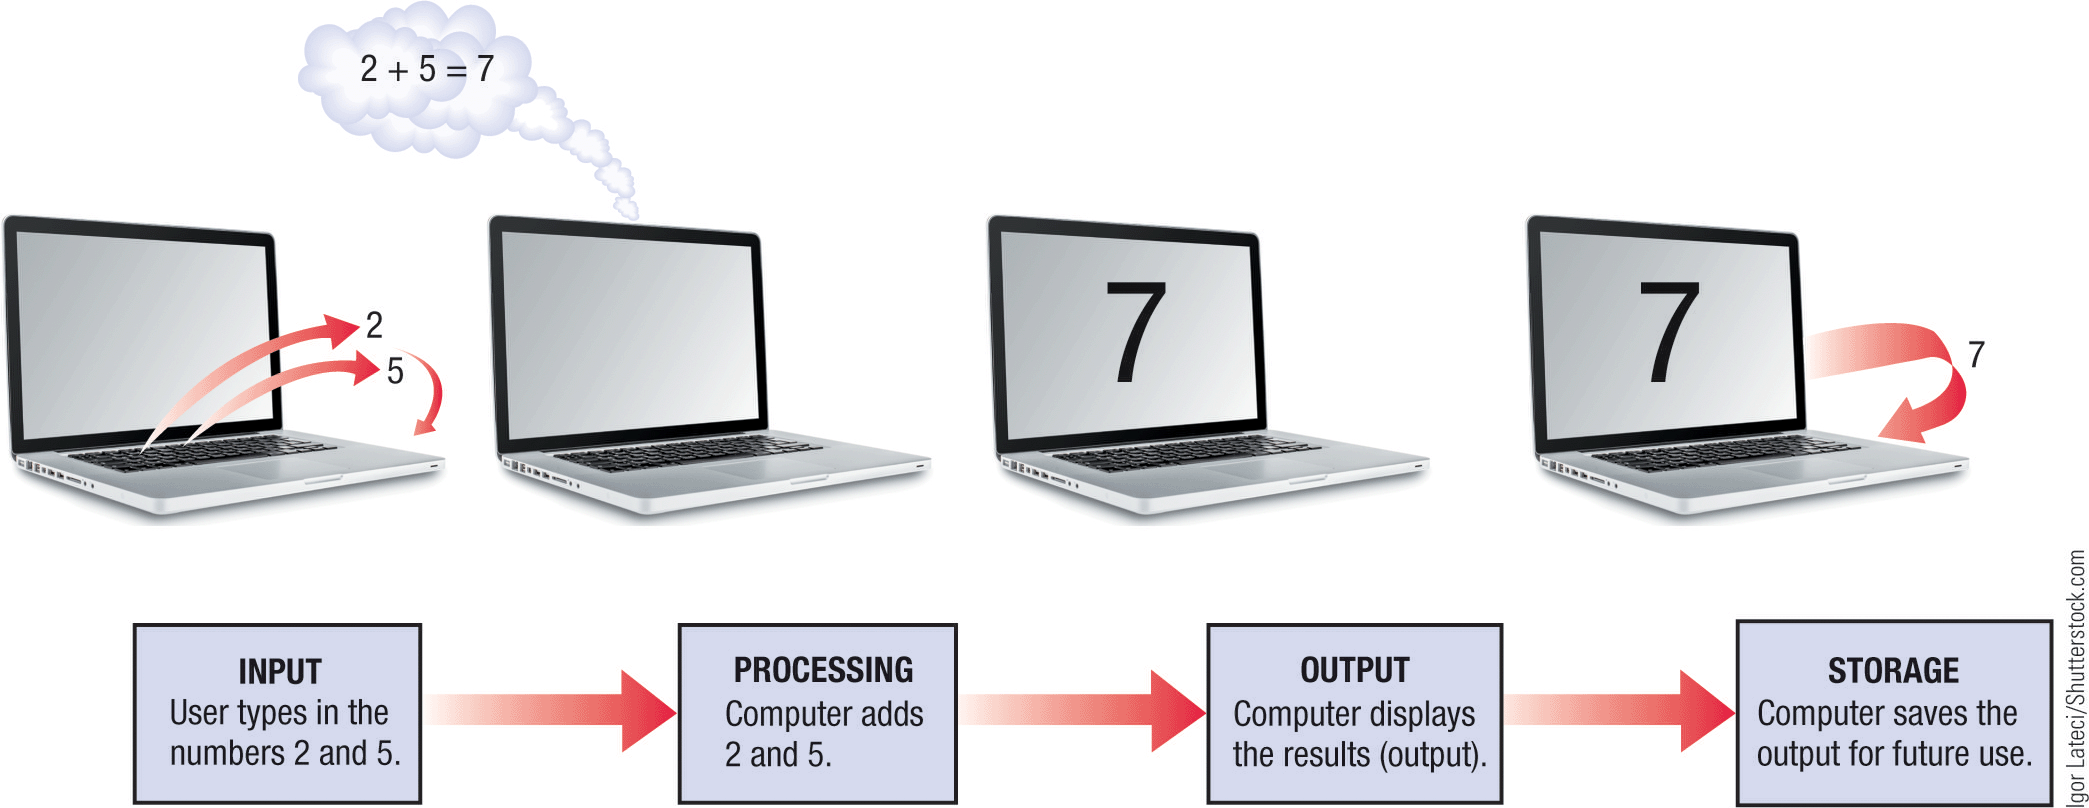 2 + 5 = 7
2
5
7
7
7
INPUT
User types in the
numbers 2 and 5.
PROCESSING
Computer adds
2 and 5.
OUTPUT
Computer displays
the results (output).
STORAGE
Computer saves the
output for future use.
Igor Lateci/Shutterstock.com